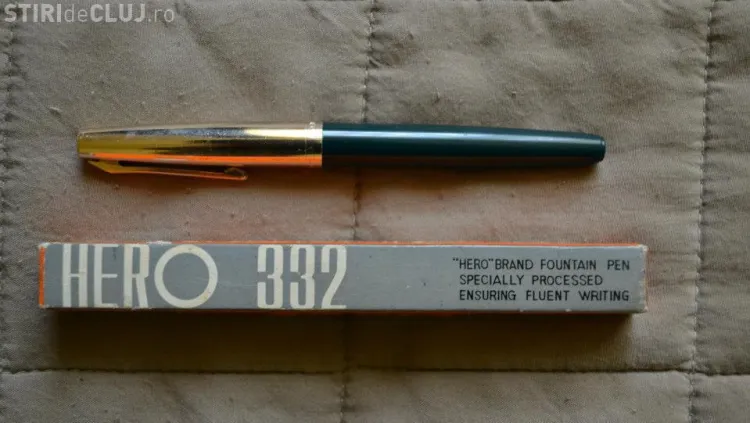 STIRIdeCLUJ.ro
HERO 332
"HERO" BRAND FOUNTAIN PEN
SPECIALLY PROCESSED
ENSURING FLUENT WRITING